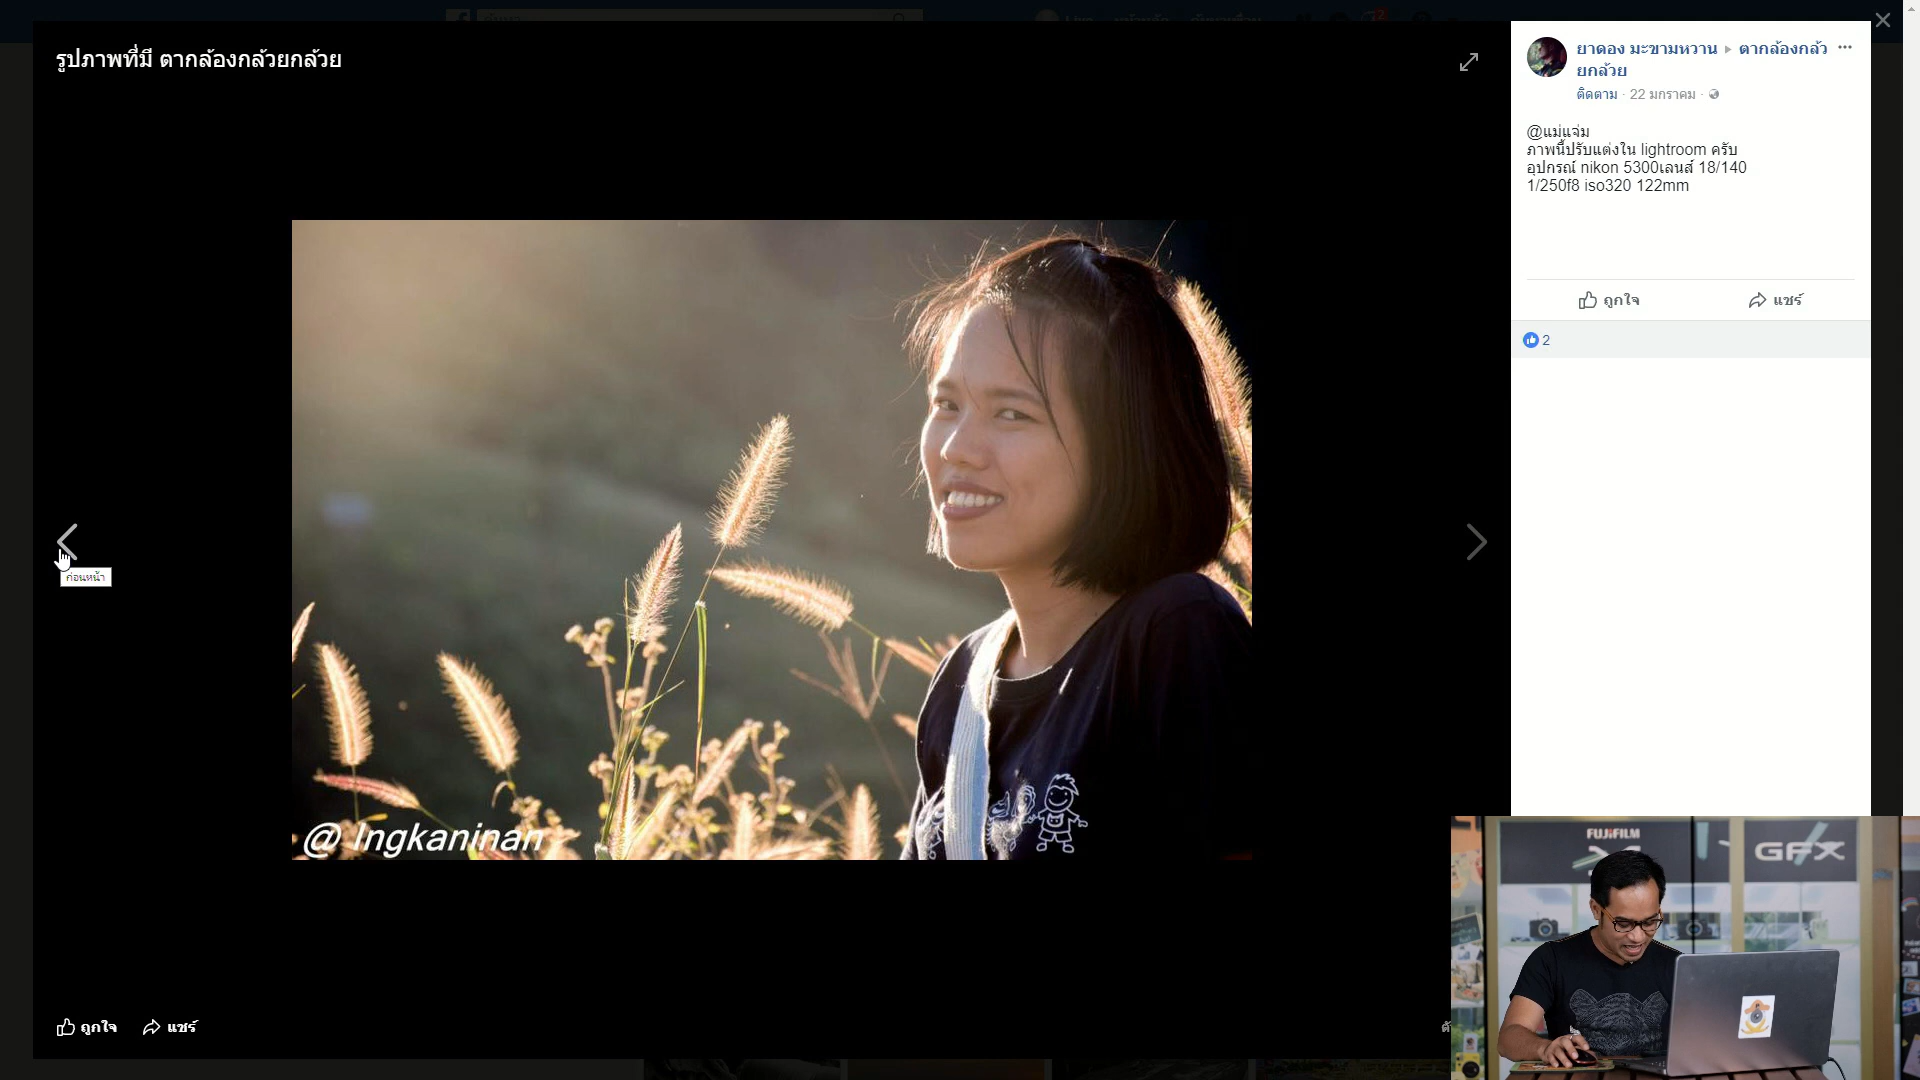 รูปภาพที่มี ตากล้องกล้วยกล้วย
ก่อนหน้า
@ Ingkaninan
ถูกใจ
แชร์
ยาดอง มะขามหวาน ▸ ตากล้องกล้ว
ยกล้วย
ติดตาม · 22 มกราคม ·
@แม่แจ่ม
ภาพนี้ปรับแต่งใน lightroom ครับ
อุปกรณ์ nikon 5300เลนส์ 18/140
1/250f8 iso320 122mm
ถูกใจ
แชร์
2
FUJIFILM
GFX